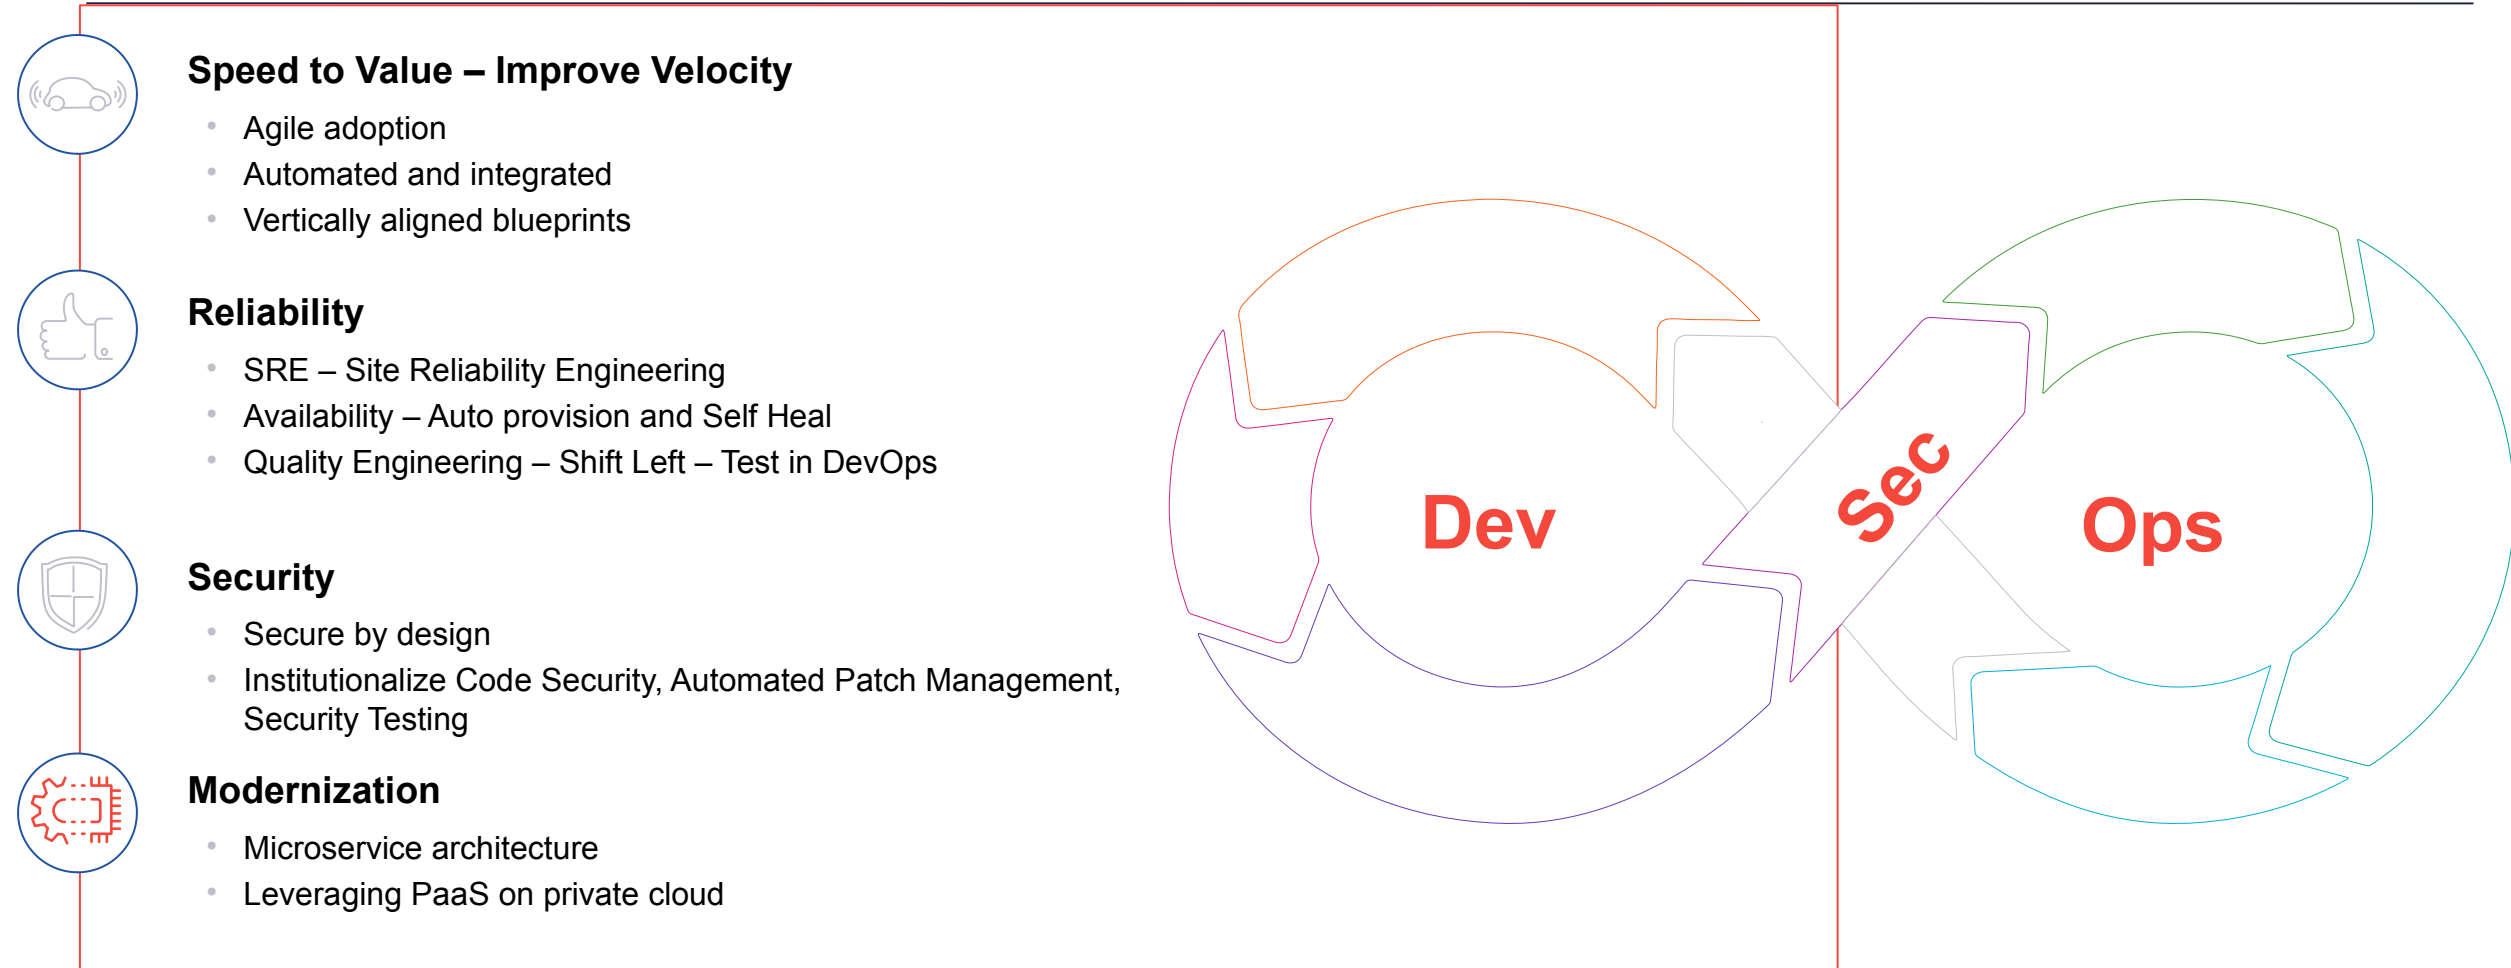 Speed to Value – Improve Velocity
• Agile adoption
• Automated and integrated
• Vertically aligned blueprints
Reliability
• SRE – Site Reliability Engineering
• Availability – Auto provision and Self Heal
• Quality Engineering – Shift Left – Test in DevOps
Security
• Secure by design
• Institutionalize Code Security, Automated Patch Management,
Security Testing
Modernization
• Microservice architecture
• Leveraging PaaS on private cloud
Dev
Sec
Ops